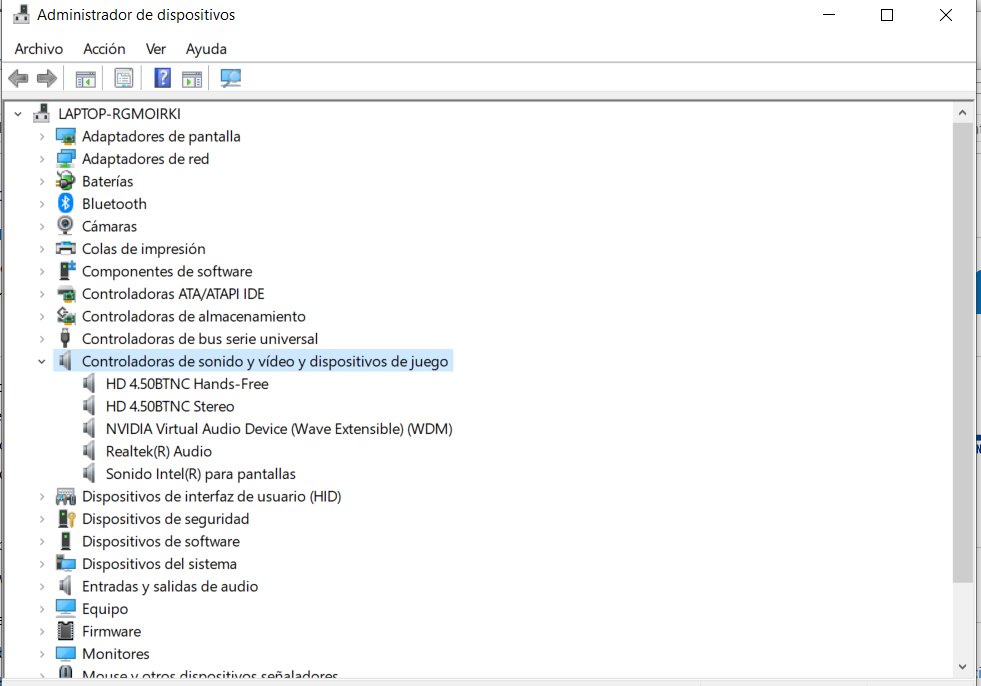 Administrador de dispositivos
Archivo Acción Ver Ayuda
LAPTOP-RGMOIRKI
Adaptadores de pantalla
Adaptadores de red
Baterías
Bluetooth
Cámaras
Colas de impresión
Componentes de software
Controladoras ATA/ATAPI IDE
Controladoras de almacenamiento
Controladoras de bus serie universal
Controladoras de sonido y vídeo y dispositivos de juego
HD 4.50BTNC Hands-Free
HD 4.50BTNC Stereo
NVIDIA Virtual Audio Device (Wave Extensible) (WDM)
Realtek(R) Audio
Sonido Intel(R) para pantallas
Dispositivos de interfaz de usuario (HID)
Dispositivos de seguridad
Dispositivos de software
Dispositivos del sistema
Entradas y salidas de audio
Equipo
Firmware
Monitores
Mouse y otros dispositivos señaladores